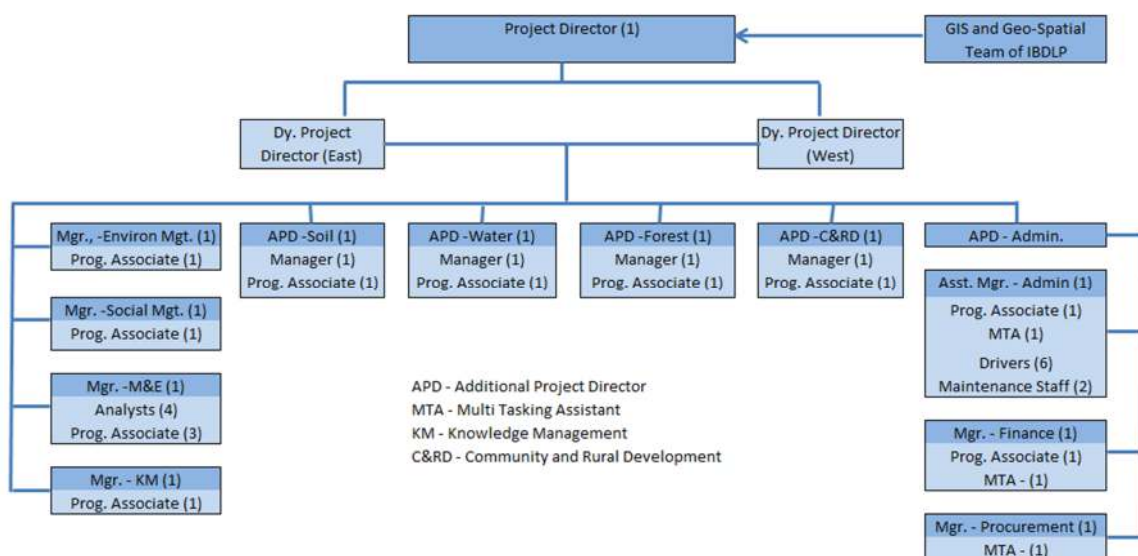 Project Director (1)
GIS and Geo-Spatial
Team of IBDLP
Dy. Project
Director (East)
Dy. Project Director
(West)
Mgr., -Environ Mgt. (1)
Prog. Associate (1)
Mgr. -Social Mgt. (1)
Prog. Associate (1)
Mgr. -M&E (1)
Analysts (4)
Prog. Associate (3)
Mgr. - KM (1)
Prog. Associate (1)
APD -Soil (1)
Manager (1)
Prog. Associate (1)
APD -Water (1)
Manager (1)
Prog. Associate (1)
APD -Forest (1)
Manager (1)
Prog. Associate (1)
APD -C&RD (1)
Manager (1)
Prog. Associate (1)
APD - Admin.
Asst. Mgr. - Admin (1)
Prog. Associate (1)
MTA (1)
Drivers (6)
Maintenance Staff (2)
Mgr. - Finance (1)
Prog. Associate (1)
MTA - (1)
Mgr. - Procurement (1)
MTA - (1)
APD - Additional Project Director
MTA - Multi Tasking Assistant
KM - Knowledge Management
C&RD - Community and Rural Development